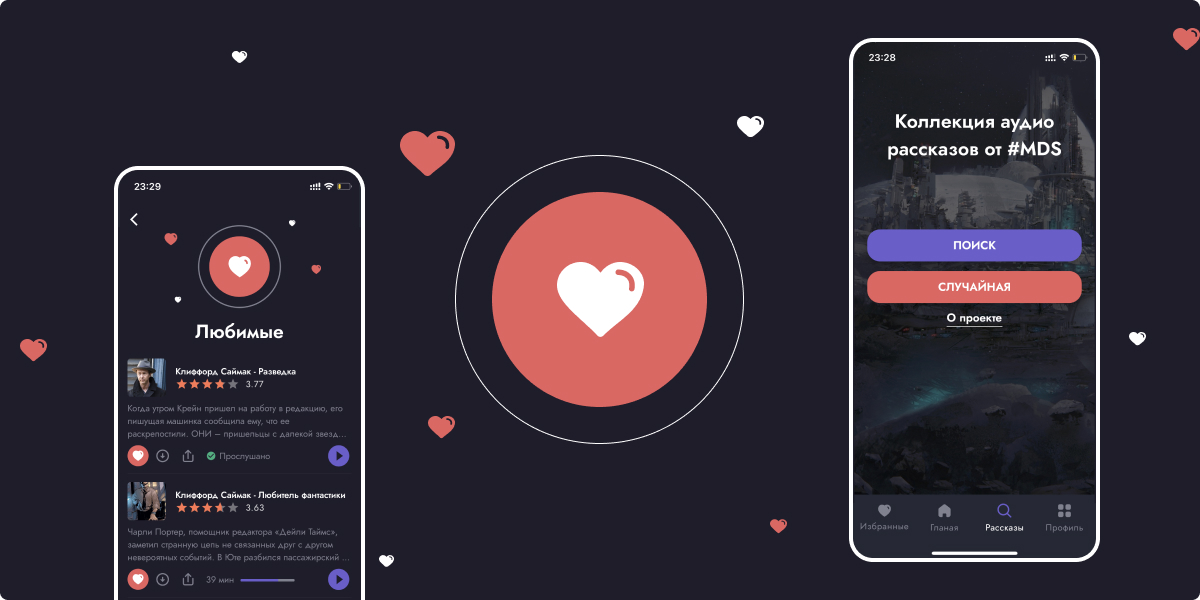 23:29
Любимые
Клиффорд Саймак - Разведка
3.77
Когда утром Крейн пришел на работу в редакцию, его
пишущая машинка сообщила ему, что ее
раскрепостили. ОНИ – пришельцы с далекой звезд...
Прослушано
Клиффорд Саймак - Любитель фантастики
3.63
Чарли Портер, помощник редактора «Дейли Таймс»,
заметил странную цепь не связанных друг с другом
невероятных событий. В Юте разбился пассажирский ...
39 мин
23:28
Коллекция аудио
рассказов от #MDS
ПОИСК
СЛУЧАЙНАЯ
О проекте
Избранные
Гланая
Рассказы
Профиль